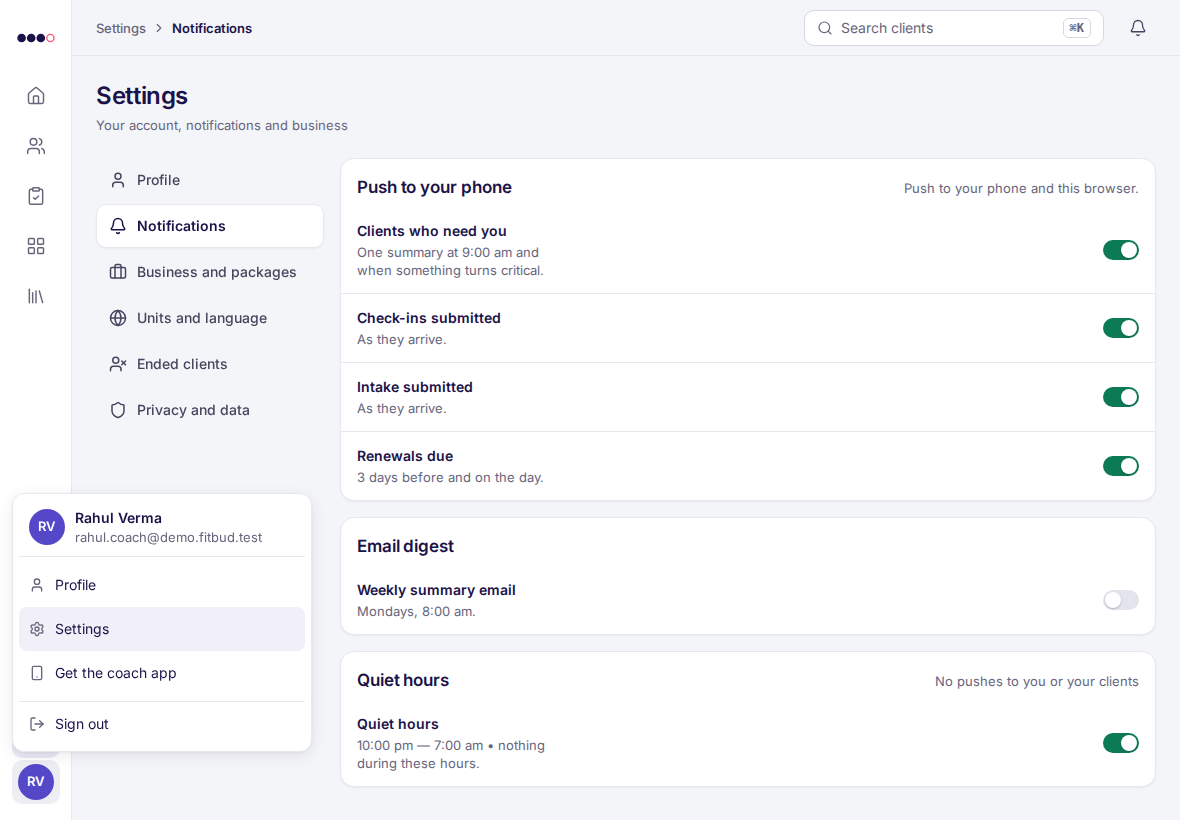 Settings > Notifications
Search clients
⌘K
Settings
Your account, notifications and business
Profile
Notifications
Business and packages
Units and language
Ended clients
Privacy and data
Push to your phone
Push to your phone and this browser.
Clients who need you
One summary at 9:00 am and
when something turns critical.
Check-ins submitted
As they arrive.
Intake submitted
As they arrive.
Renewals due
3 days before and on the day.
Email digest
Weekly summary email
Mondays, 8:00 am.
Quiet hours
No pushes to you or your clients
Quiet hours
10:00 pm — 7:00 am • nothing
during these hours.
RV
Rahul Verma
rahul.coach@demo.fitbud.test
Profile
Settings
Get the coach app
Sign out
RV